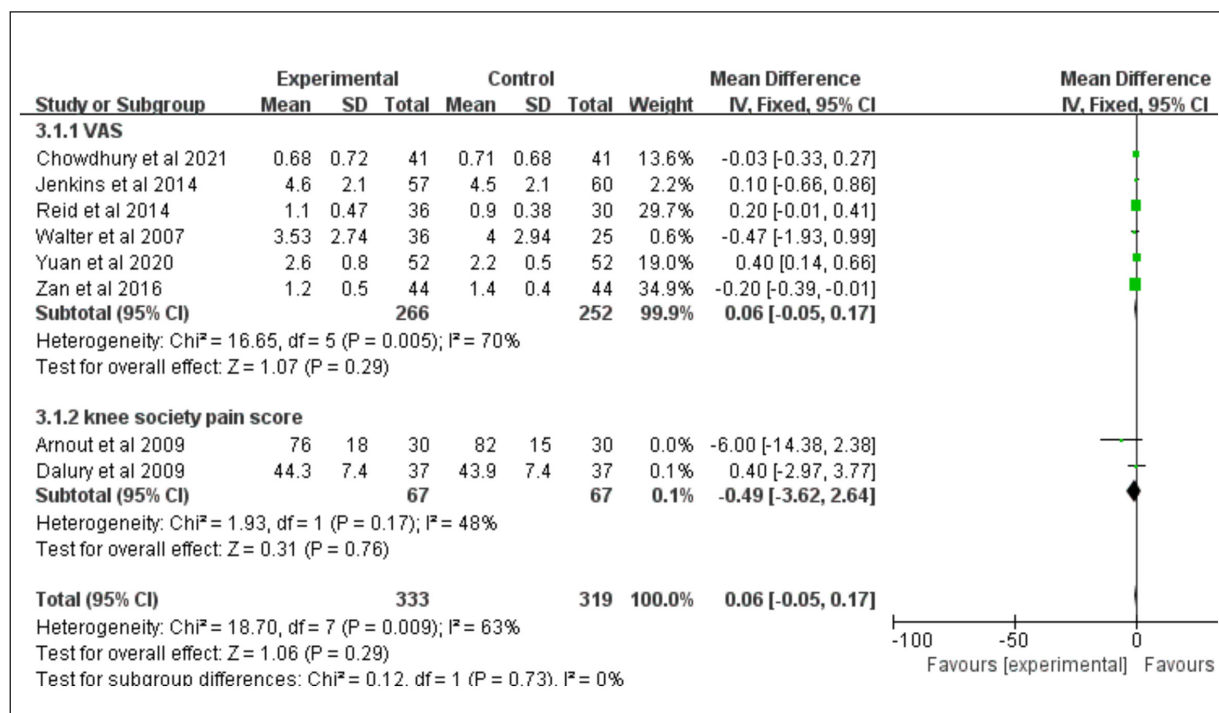 Experimental Control Mean Difference Mean Difference
Study or Subgroup Mean SD Total Mean SD Total Weight IV, Fixed, 95% CI IV, Fixed, 95% CI
3.1.1 VAS
Chowdhury et al 2021 0.68 0.72 41 0.71 0.68 41 13.6% -0.03 [-0.33, 0.27]
Jenkins et al 2014 4.6 2.1 57 4.5 2.1 60 2.2% 0.10 [-0.66, 0.86]
Reid et al 2014 1.1 0.47 36 0.9 0.38 30 29.7% 0.20 [-0.01, 0.41]
Walter et al 2007 3.53 2.74 36 4 2.94 25 0.6% -0.47 [-1.93, 0.99]
Yuan et al 2020 2.6 0.8 52 2.2 0.5 52 19.0% 0.40 [0.14, 0.66]
Zan et al 2016 1.2 0.5 44 1.4 0.4 44 34.9% -0.20 [-0.39, -0.01]
Subtotal (95% CI) 266 252 99.9% 0.06 [-0.05, 0.17]
Heterogeneity: Chi² = 16.65, df = 5 (P = 0.005); I² = 70%
Test for overall effect: Z = 1.07 (P = 0.29)
3.1.2 knee society pain score
Arnout et al 2009 76 18 30 82 15 30 0.0% -6.00 [-14.38, 2.38]
Dalury et al 2009 44.3 7.4 37 43.9 7.4 37 0.1% 0.40 [-2.97, 3.77]
Subtotal (95% CI) 67 67 0.1% -0.49 [-3.62, 2.64]
Heterogeneity: Chi² = 1.93, df = 1 (P = 0.17); I² = 48%
Test for overall effect: Z = 0.31 (P = 0.76)
Total (95% CI) 333 319 100.0% 0.06 [-0.05, 0.17]
Heterogeneity: Chi² = 18.70, df = 7 (P = 0.009); I² = 63%
Test for overall effect: Z = 1.06 (P = 0.29)
Test for subgroup differences: Chi² = 0.12, df = 1 (P = 0.73), I² = 0%
-100 -50 0
Favours [experimental] Favours